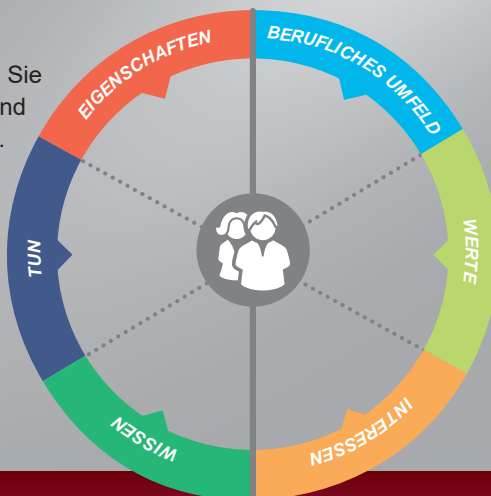 Sie
nd
.
EIGENSCHAFTEN
BERUFLICHES UMFELD
WERTE
INTERESSEN
WISSEN
TUN